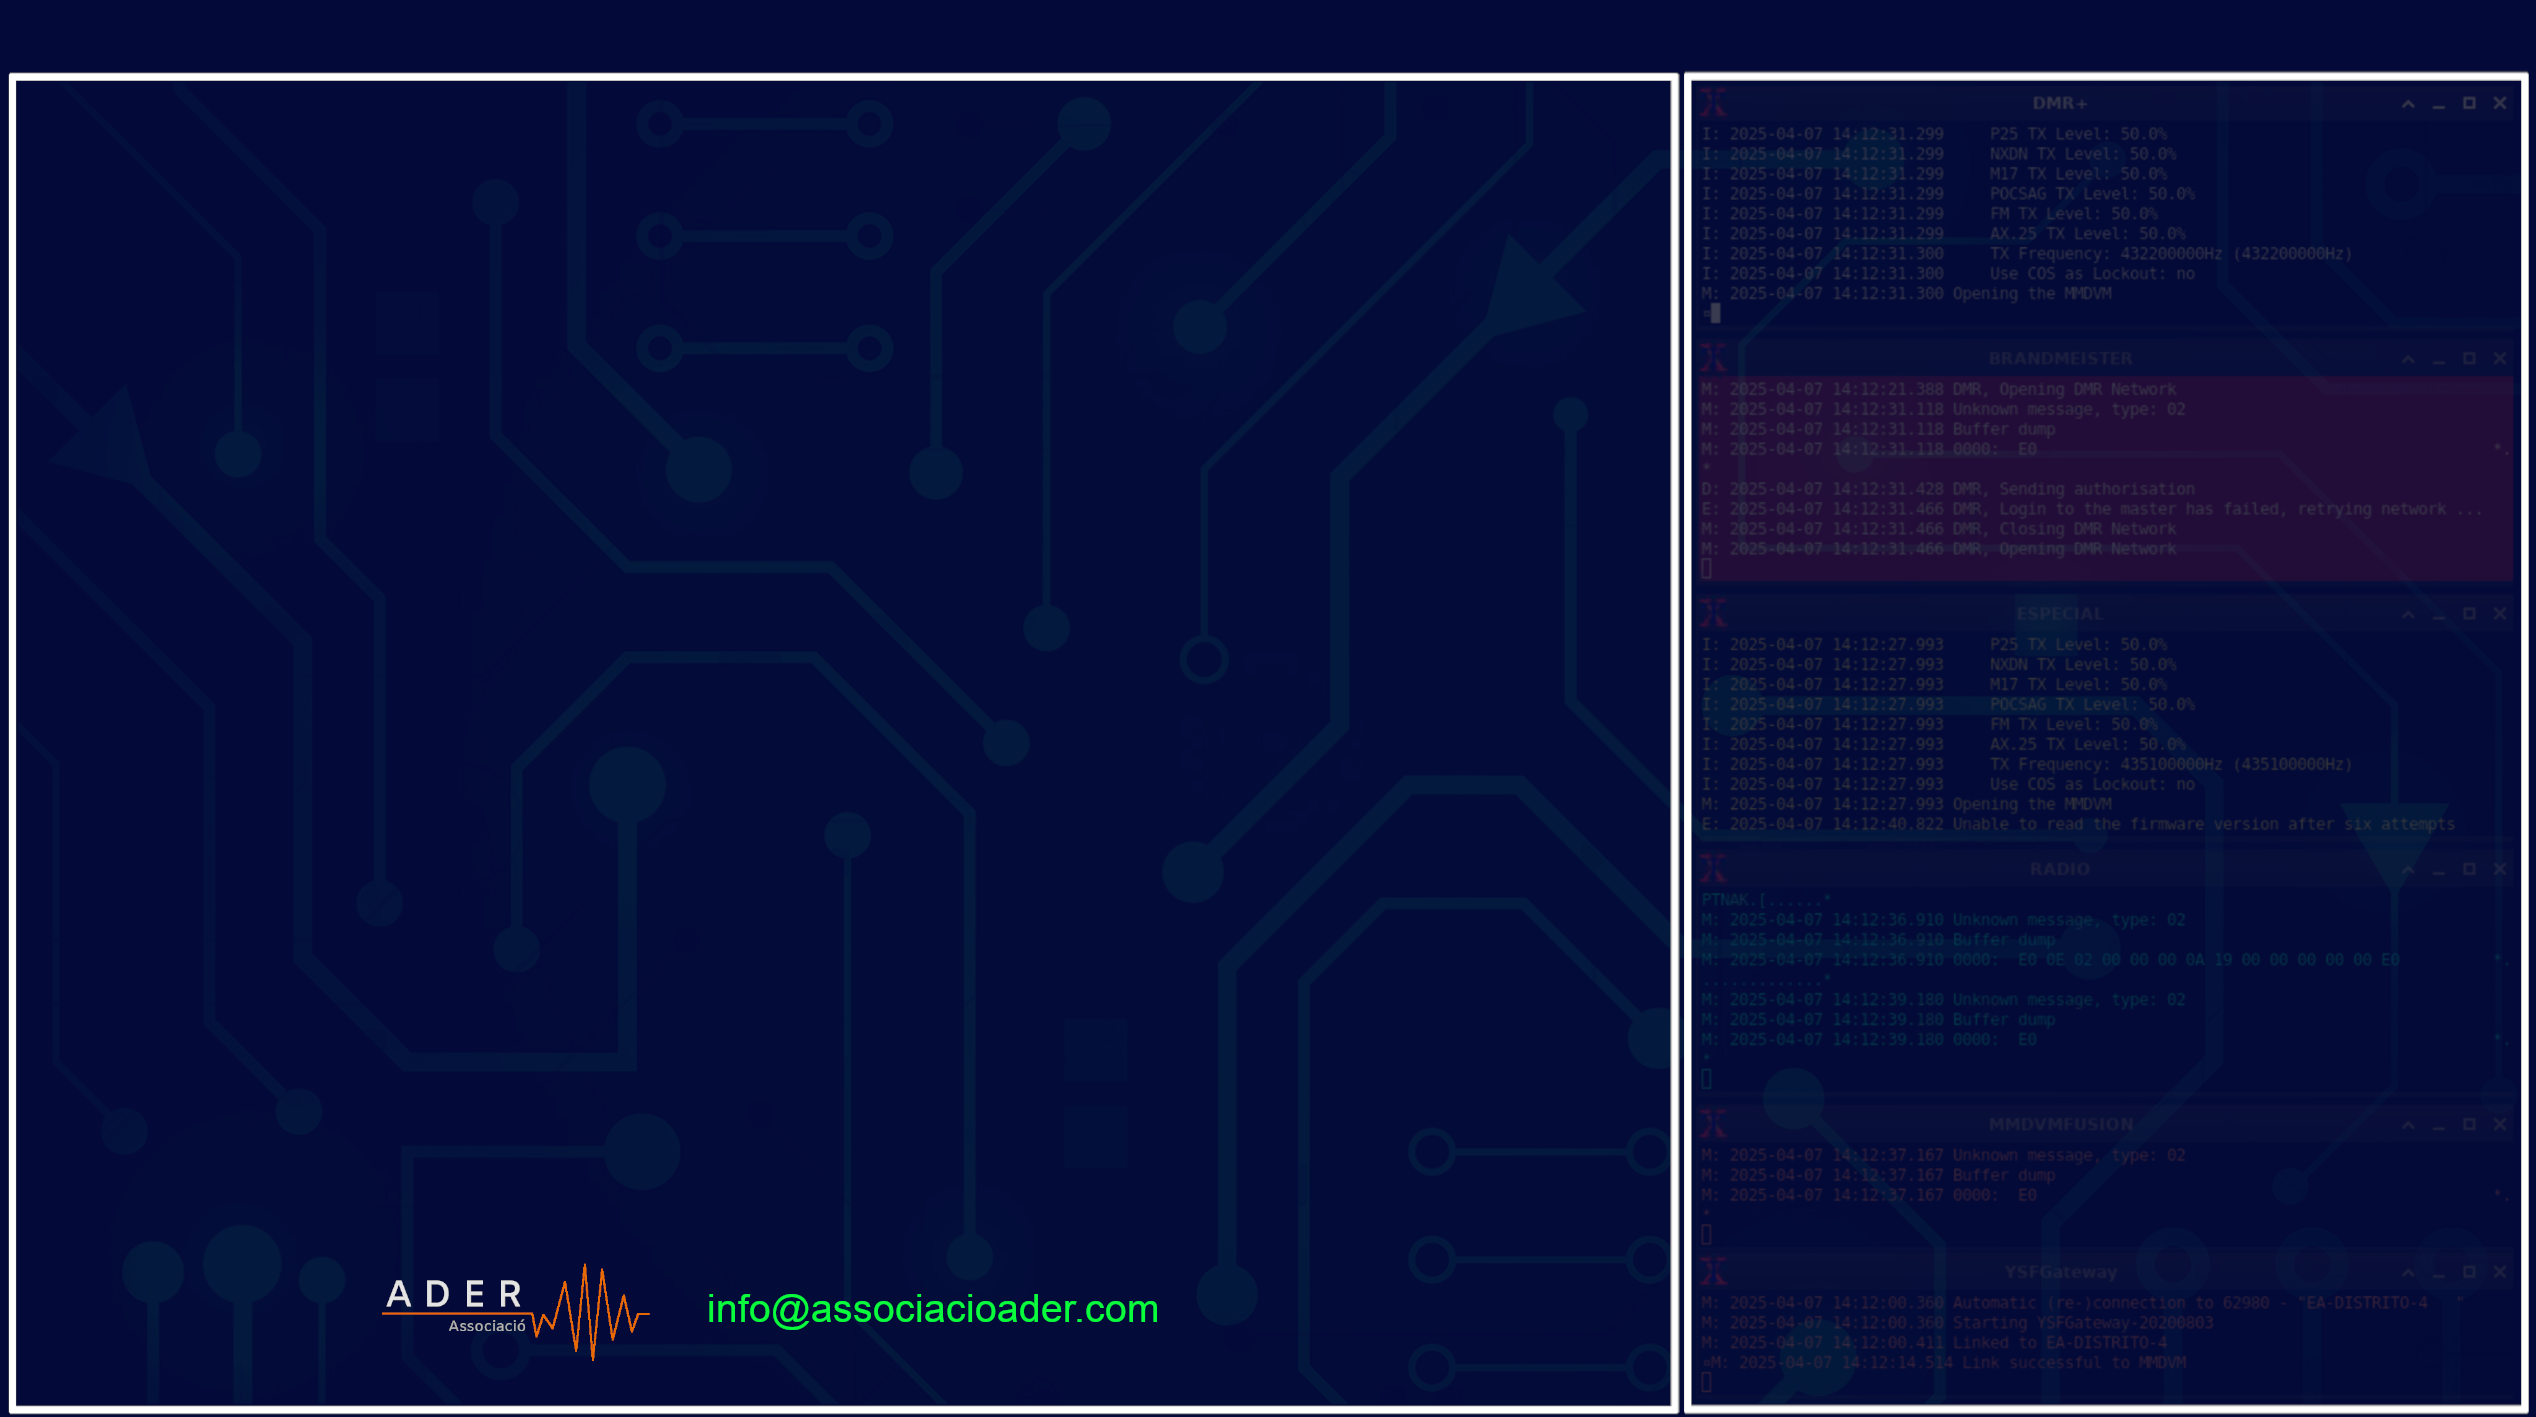 ADER
Associació
info@associacioader.com
DMR+
I: 2025-04-07 14:12:31.299     P25 TX Level: 50.0%
I: 2025-04-07 14:12:31.299     NXDN TX Level: 50.0%
I: 2025-04-07 14:12:31.299     M17 TX Level: 50.0%
I: 2025-04-07 14:12:31.299     POCSAG TX Level: 50.0%
I: 2025-04-07 14:12:31.299     FM TX Level: 50.0%
I: 2025-04-07 14:12:31.299     AX.25 TX Level: 50.0%
I: 2025-04-07 14:12:31.300     TX Frequency: 432200000Hz (432200000Hz)
I: 2025-04-07 14:12:31.300     Use COS as Lockout: no
M: 2025-04-07 14:12:31.300 Opening the MMDVM
BRANDMEISTER
M: 2025-04-07 14:12:21.388 DMR, Opening DMR Network
M: 2025-04-07 14:12:31.118 Unknown message, type: 02
M: 2025-04-07 14:12:31.118 Buffer dump
M: 2025-04-07 14:12:31.118 0000:  E0                                                 *.
*
D: 2025-04-07 14:12:31.428 DMR, Sending authorisation
E: 2025-04-07 14:12:31.466 DMR, Login to the master has failed, retrying network ...
M: 2025-04-07 14:12:31.466 DMR, Closing DMR Network
M: 2025-04-07 14:12:31.466 DMR, Opening DMR Network
ESPECIAL
I: 2025-04-07 14:12:27.993     P25 TX Level: 50.0%
I: 2025-04-07 14:12:27.993     NXDN TX Level: 50.0%
I: 2025-04-07 14:12:27.993     M17 TX Level: 50.0%
I: 2025-04-07 14:12:27.993     POCSAG TX Level: 50.0%
I: 2025-04-07 14:12:27.993     FM TX Level: 50.0%
I: 2025-04-07 14:12:27.993     AX.25 TX Level: 50.0%
I: 2025-04-07 14:12:27.993     TX Frequency: 435100000Hz (435100000Hz)
I: 2025-04-07 14:12:27.993     Use COS as Lockout: no
M: 2025-04-07 14:12:27.993 Opening the MMDVM
E: 2025-04-07 14:12:40.822 Unable to read the firmware version after six attempts
RADIO
PTNAK.[......*
M: 2025-04-07 14:12:36.910 Unknown message, type: 02
M: 2025-04-07 14:12:36.910 Buffer dump
M: 2025-04-07 14:12:36.910 0000:  E0 0E 02 00 00 00 0A 19 00 00 00 00 00 E0          *.
.............*
M: 2025-04-07 14:12:39.180 Unknown message, type: 02
M: 2025-04-07 14:12:39.180 Buffer dump
M: 2025-04-07 14:12:39.180 0000:  E0                                                 *.
*
MMDVMFUSION
M: 2025-04-07 14:12:37.167 Unknown message, type: 02
M: 2025-04-07 14:12:37.167 Buffer dump
M: 2025-04-07 14:12:37.167 0000:  E0                                                 *.
*
YSFGateway
M: 2025-04-07 14:12:00.360 Automatic (re-)connection to 62980 - "EA-DISTRITO-4   "
M: 2025-04-07 14:12:00.360 Starting YSFGateway-20200803
M: 2025-04-07 14:12:00.411 Linked to EA-DISTRITO-4
¤M: 2025-04-07 14:12:14.514 Link successful to MMDVM